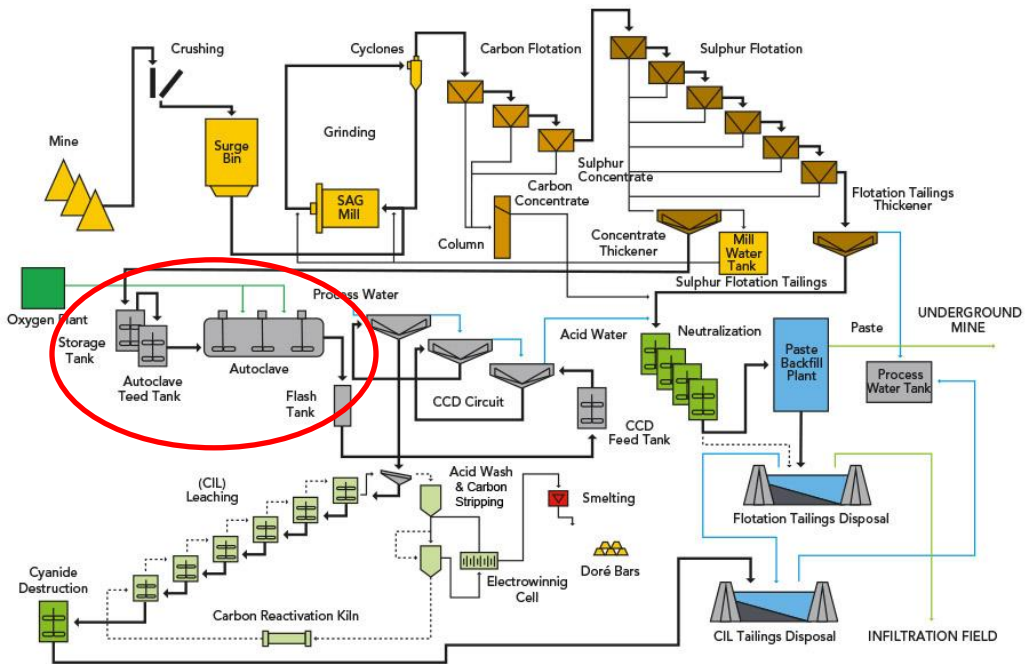 Crushing
Cyclones
Carbon Flotation
Sulphur Flotation
Mine
Surge
Bin
Grinding
SAG
Mill
Sulphur
Concentrate
Carbon
Concentrate
Column
Concentrate
Thickener
Mill
Water
Tank
Flotation Tailings
Thickener
Sulphur Flotation Tailings
Oxygen Plant
Storage
Tank
Autoclave
Teed Tank
Autoclave
Flash
Tank
Process Water
CCD Circuit
Acid Water
CCD
Feed Tank
Neutralization
Paste
Backfill
Plant
Paste
UNDERGROUND
MINE
Process
Water Tank
(CIL)
Leaching
Acid Wash
& Carbon
Stripping
Smelting
Doré Bars
Electrowinnig
Cell
Flotation Tailings Disposal
Cyanide
Destruction
Carbon Reactivation Kiln
CIL Tailings Disposal
INFILTRATION FIELD